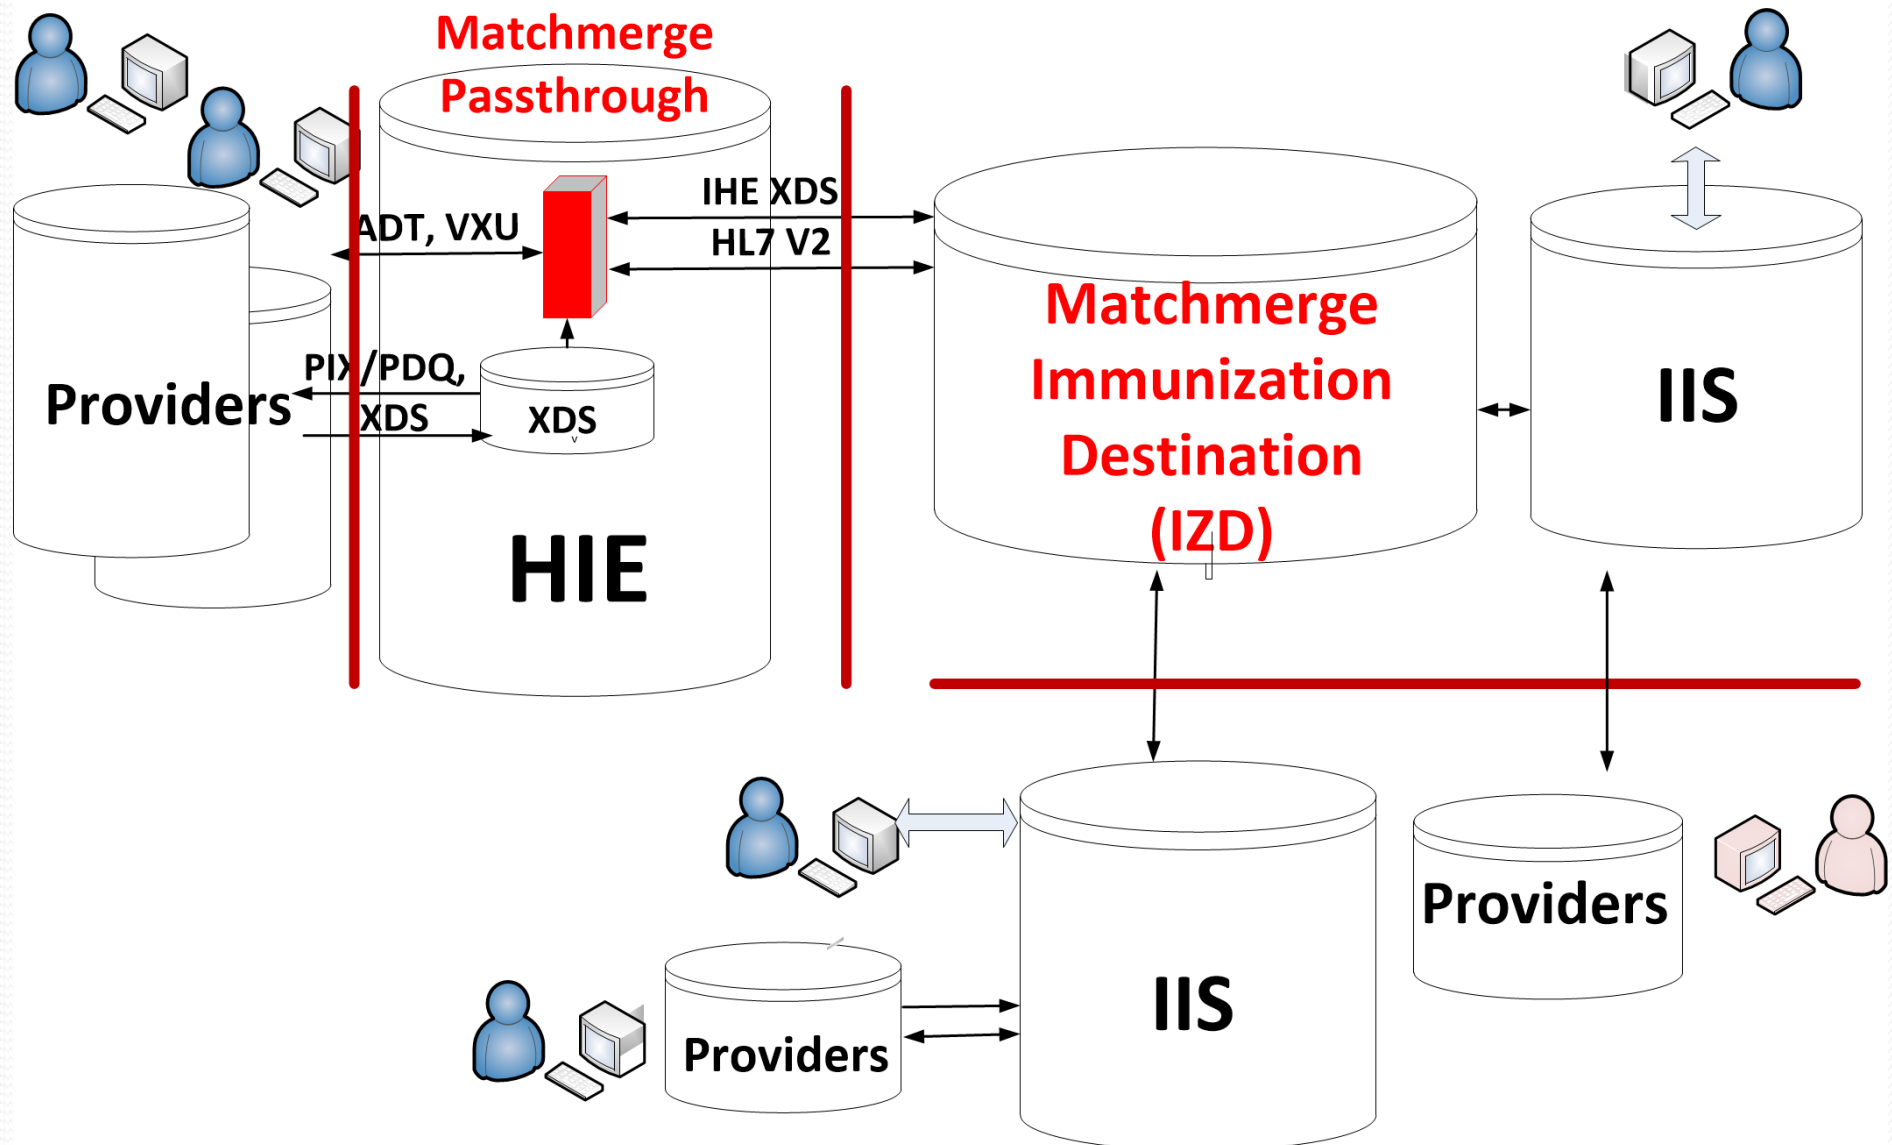 Matchmerge
Passthrough
IHE XDS
ADT, VXU
HL7 V2
PIX/PDQ,
XDS
XDS
v
Providers
HIE
Matchmerge
Immunization
Destination
(IZD)
IIS
Providers
IIS
Providers